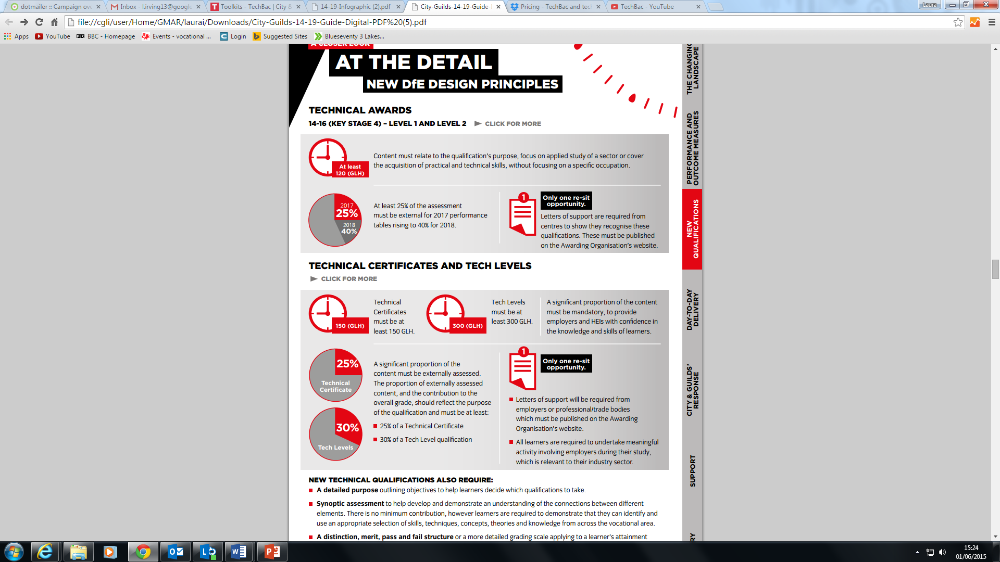 dotmailer :: Campaign ove
Inbox - l.irving13@google
Toolkits - TechBac | City &
14-19-Infographic (2).pdf
City-Guilds-14-19-Guide-
Pricing - TechBac and tec
TechBac - YouTube
Laura
file://cgli/user/Home/GMAR/laurai/Downloads/City-Guilds-14-19-Guide-Digital-PDF%20(5).pdf
Apps
YouTube
BBC - Homepage
Events - vocational ...
Login
Suggested Sites
Blueseventy 3 Lakes...
A CLOSER LOOK
AT THE DETAIL
NEW DfE DESIGN PRINCIPLES
TECHNICAL AWARDS
14-16 (KEY STAGE 4) – LEVEL 1 AND LEVEL 2
CLICK FOR MORE
At least
120 (GLH)
Content must relate to the qualification's purpose, focus on applied study of a sector or cover
the acquisition of practical and technical skills, without focusing on a specific occupation.
2017
25%
2018
40%
At least 25% of the assessment
must be external for 2017 performance
tables rising to 40% for 2018.
1
Only one re-sit
opportunity.
Letters of support are required from
centres to show they recognise these
qualifications. These must be published
on the Awarding Organisation's website.
TECHNICAL CERTIFICATES AND TECH LEVELS
CLICK FOR MORE
150 (GLH)
Technical
Certificates
must be at
least 150 GLH.
300 (GLH)
Tech Levels
must be at
least 300 GLH.
A significant proportion of the content
must be mandatory, to provide
employers and HEIs with confidence in
the knowledge and skills of learners.
25%
Technical
Certificate
30%
Tech Levels
A significant proportion of the
content must be externally assessed.
The proportion of externally assessed
content, and the contribution to the
overall grade, should reflect the purpose
of the qualification and must be at least:
25% of a Technical Certificate
30% of a Tech Level qualification
1
Only one re-sit
opportunity.
Letters of support will be required from
employers or professional/trade bodies
which must be published on the Awarding
Organisation's website.
All learners are required to undertake meaningful
activity involving employers during their study,
which is relevant to their industry sector.
NEW TECHNICAL QUALIFICATIONS ALSO REQUIRE:
A detailed purpose outlining objectives to help learners decide which qualifications to take.
Synoptic assessment to help develop and demonstrate an understanding of the connections between different
elements. There is no minimum contribution, however learners are required to demonstrate that they can identify and
use an appropriate selection of skills, techniques, concepts, theories and knowledge from across the vocational area.
A distinction, merit, pass and fail structure or a more detailed grading scale applying to a learner's attainment
THE CHANGING
LANDSCAPE
PERFORMANCE AND
OUTCOME MEASURES
NEW
QUALIFICATIONS
DAY-TO-DAY
DELIVERY
CITY & GUILDS'
RESPONSE
SUPPORT
RY
15:24
01/06/2015